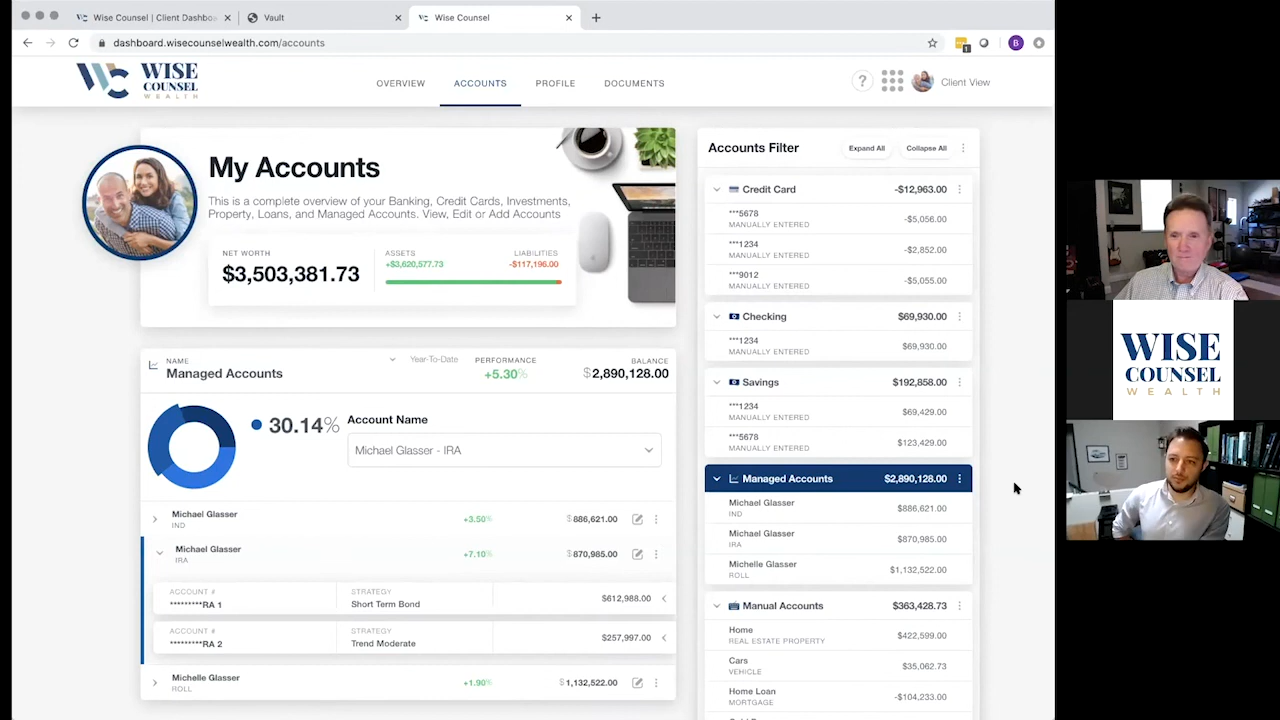 Wise Counsel | Client Dashboa
Vault
Wise Counsel
dashboard.wisecounselwealth.com/accounts
1
B
WISE
COUNSEL
WEALTH
OVERVIEW
ACCOUNTS
PROFILE
DOCUMENTS
?
Client View
My Accounts
This is a complete overview of your Banking, Credit Cards, Investments,
Property, Loans, and Managed Accounts. View, Edit or Add Accounts
NET WORTH
$3,503,381.73
ASSETS
+$3,620,577.73
LIABILITIES
-$117,196.00
NAME
Managed Accounts
Year-To-Date
PERFORMANCE
+5.30%
BALANCE
$2,890,128.00
30.14%
Account Name
Michael Glasser - IRA
Michael Glasser
IND
+3.50%
$886,621.00
Michael Glasser
IRA
+7.10%
$870,985.00
ACCOUNT #
*********RA 1
STRATEGY
Short Term Bond
$612,988.00
ACCOUNT #
*********RA 2
STRATEGY
Trend Moderate
$257,997.00
Michelle Glasser
ROLL
+1.90%
$1,132,522.00
Accounts Filter
Expand All
Collapse All
Credit Card -$12,963.00
***5678
MANUALLY ENTERED
-$5,056.00
***1234
MANUALLY ENTERED
-$2,852.00
***9012
MANUALLY ENTERED
-$5,055.00
Checking $69,930.00
***1234
MANUALLY ENTERED
$69,930.00
Savings $192,858.00
***1234
MANUALLY ENTERED
$69,429.00
***5678
MANUALLY ENTERED
$123,429.00
Managed Accounts $2,890,128.00
Michael Glasser
IND
$886,621.00
Michael Glasser
IRA
$870,985.00
Michelle Glasser
ROLL
$1,132,522.00
Manual Accounts $363,428.73
Home
REAL ESTATE PROPERTY
$422,599.00
Cars
VEHICLE
$35,062.73
Home Loan
MORTGAGE
-$104,233.00
WISE
COUNSEL
WEALTH